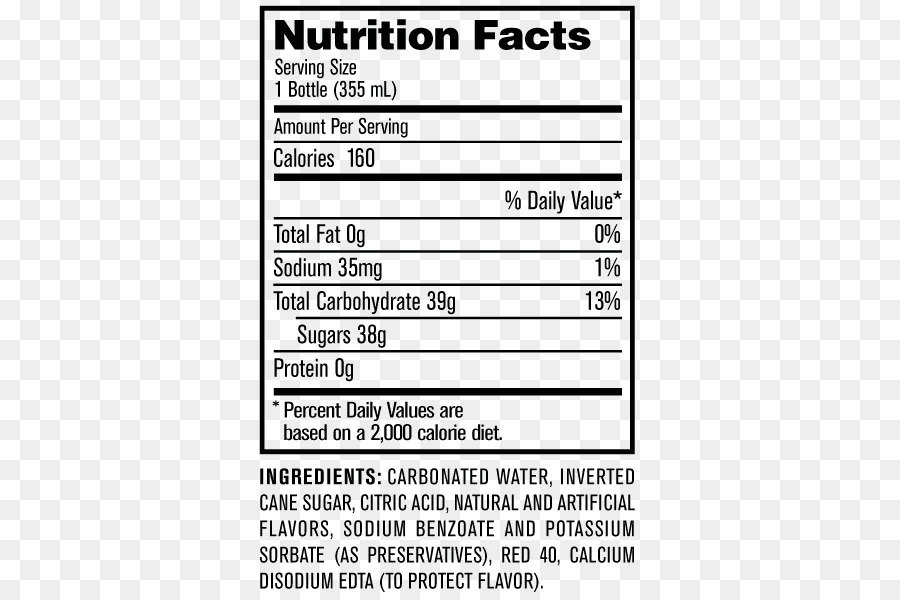 Nutrition Facts
Serving Size
1 Bottle (355 mL)
Amount Per Serving
Calories 160
% Daily Value*
Total Fat 0g 0%
Sodium 35mg 1%
Total Carbohydrate 39g 13%
Sugars 38g
Protein 0g
* Percent Daily Values are
based on a 2,000 calorie diet.
INGREDIENTS: CARBONATED WATER, INVERTED
CANE SUGAR, CITRIC ACID, NATURAL AND ARTIFICIAL
FLAVORS, SODIUM BENZOATE AND POTASSIUM
SORBATE (AS PRESERVATIVES), RED 40, CALCIUM
DISODIUM EDTA (TO PROTECT FLAVOR).